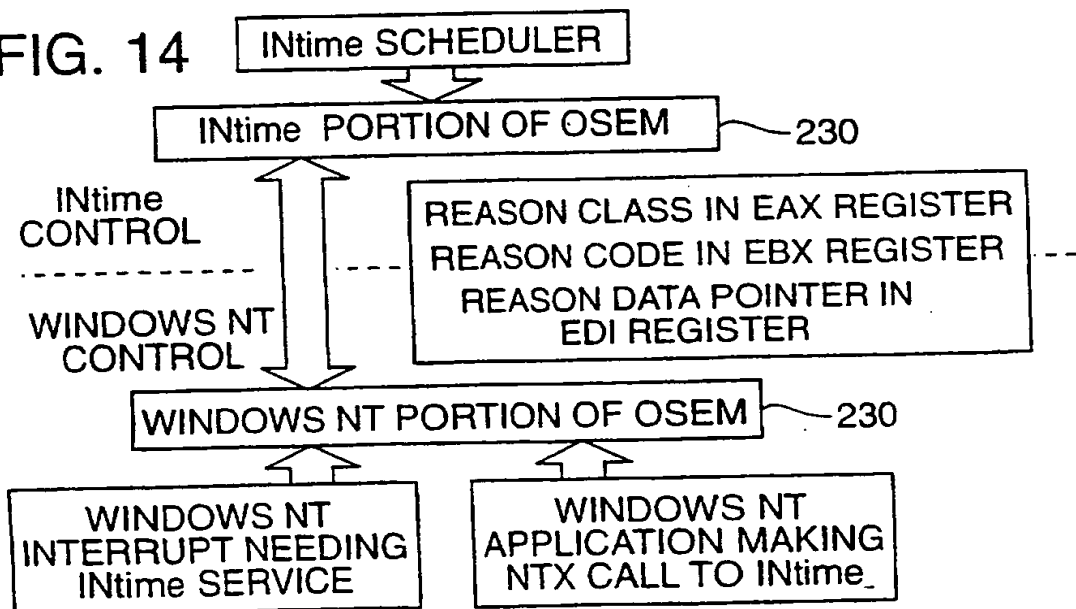 FIG. 14
INtime SCHEDULER
INtime PORTION OF OSEM
230
INtime
CONTROL
REASON CLASS IN EAX REGISTER
REASON CODE IN EBX REGISTER
REASON DATA POINTER IN
EDI REGISTER
WINDOWS NT
CONTROL
WINDOWS NT PORTION OF OSEM
230
WINDOWS NT
INTERRUPT NEEDING
INtime SERVICE
WINDOWS NT
APPLICATION MAKING
NTX CALL TO INtime